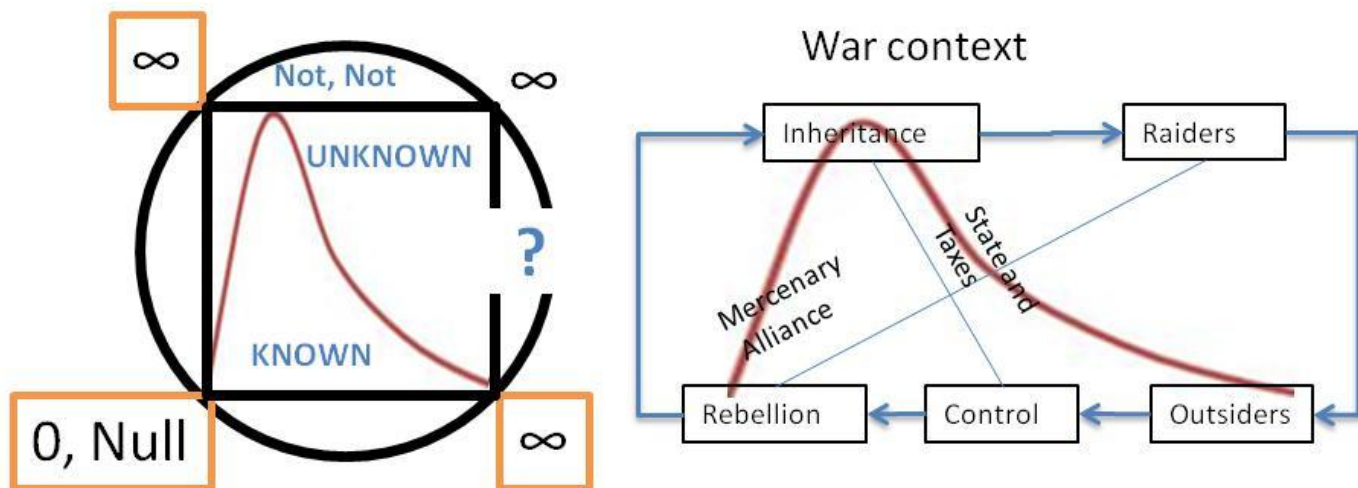 ∞
Not, Not
∞
UNKNOWN
?
KNOWN
0, Null
∞
War context
Inheritance
Raiders
Mercenary
Alliance
Taxes
State and
Rebellion
Control
Outsiders